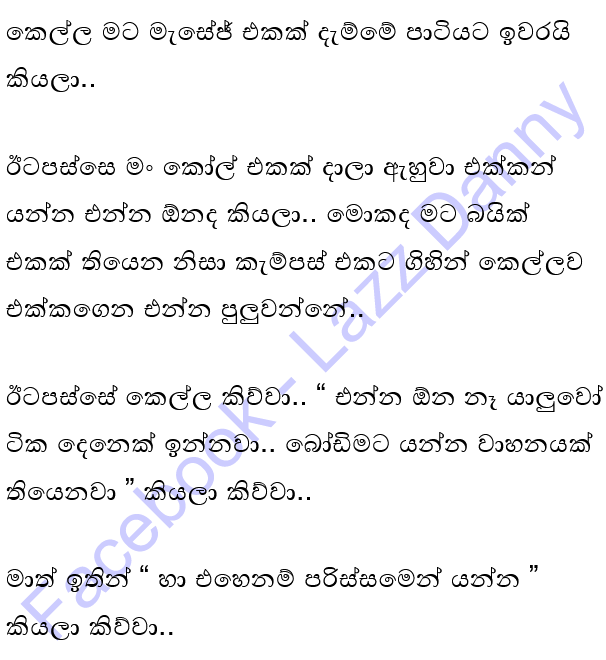 කෙල්ල මට මැසේජ් එකක් දැම්මේ පාටියට ඉවරයි
කියලා..
ඊටපස්සෙ මං කෝල් එකක් දාලා ඇහුවා එක්කන්
යන්න එන්න ඕනද කියලා.. මොකද මට බයික්
එකක් තියෙන නිසා කැම්පස් එකට ගිහින් කෙල්ලව
එක්කගෙන එන්න පුලුවන්නේ..
ඊටපස්සේ කෙල්ල කිව්වා.. “ එන්න ඕන නෑ යාලුවෝ
ටික දෙනෙක් ඉන්නවා.. බෝඩිමට යන්න වාහනයක්
තියෙනවා ” කියලා කිව්වා..
මාත් ඉතින් “ හා එහෙනම් පරිස්සමෙන් යන්න ”
කියලා කිව්වා..
Facebook - Lazz Danny